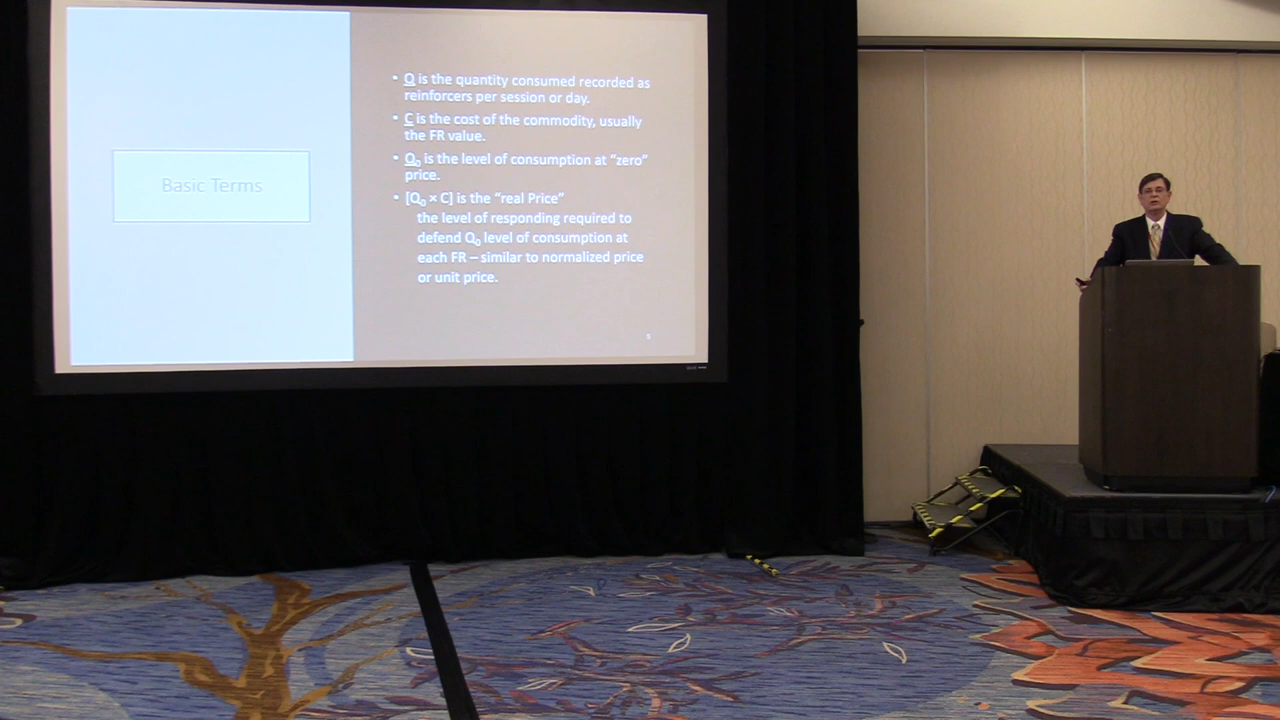 Basic Terms
• Q is the quantity consumed recorded as
reinforcers per session or day.
• C is the cost of the commodity, usually
the FR value.
• Q₀ is the level of consumption at “zero”
price.
• [Q₀ × C] is the “real Price”
the level of responding required to
defend Q₀ level of consumption at
each FR – similar to normalized price
or unit price.
5